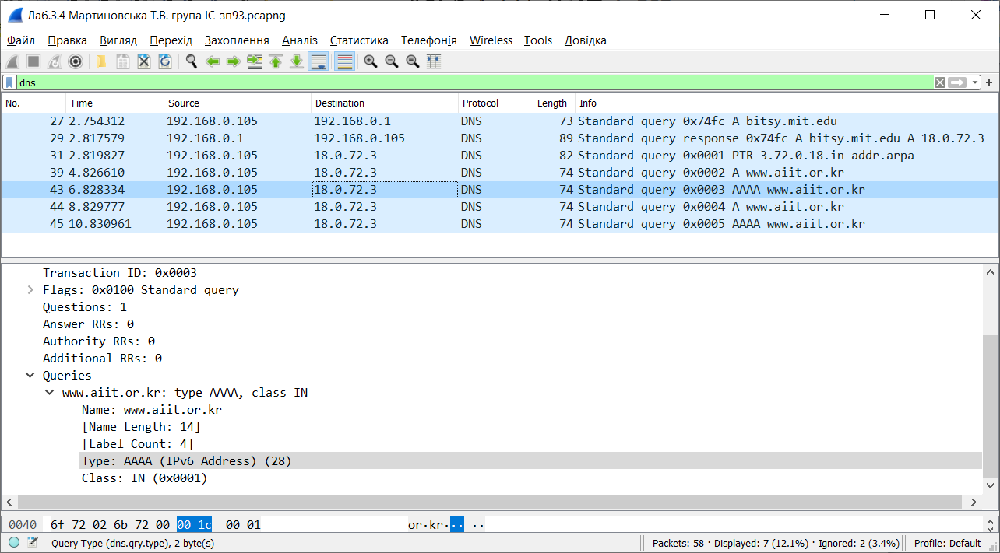 Лаб.3.4 Мартиновська Т.В. група ІС-зп93.pcapng
Файл Правка Вигляд Перехід Захоплення Аналіз Статистика Телефонія Wireless Tools Довідка
dns
No. Time Source Destination Protocol Length Info
27 2.754312 192.168.0.105 192.168.0.1 DNS 73 Standard query 0x74fc A bitsy.mit.edu
29 2.817579 192.168.0.1 192.168.0.105 DNS 89 Standard query response 0x74fc A bitsy.mit.edu A 18.0.72.3
31 2.819827 192.168.0.105 18.0.72.3 DNS 82 Standard query 0x0001 PTR 3.72.0.18.in-addr.arpa
39 4.826610 192.168.0.105 18.0.72.3 DNS 74 Standard query 0x0002 A www.aiit.or.kr
43 6.828334 192.168.0.105 18.0.72.3 DNS 74 Standard query 0x0003 AAAA www.aiit.or.kr
44 8.829777 192.168.0.105 18.0.72.3 DNS 74 Standard query 0x0004 A www.aiit.or.kr
45 10.830961 192.168.0.105 18.0.72.3 DNS 74 Standard query 0x0005 AAAA www.aiit.or.kr
Transaction ID: 0x0003
Flags: 0x0100 Standard query
Questions: 1
Answer RRs: 0
Authority RRs: 0
Additional RRs: 0
Queries
www.aiit.or.kr: type AAAA, class IN
Name: www.aiit.or.kr
[Name Length: 14]
[Label Count: 4]
Type: AAAA (IPv6 Address) (28)
Class: IN (0x0001)
0040 6f 72 02 6b 72 00 00 1c 00 01 or·kr·· ··
Query Type (dns.qry.type), 2 byte(s) Packets: 58 · Displayed: 7 (12.1%) · Ignored: 2 (3.4%) Profile: Default